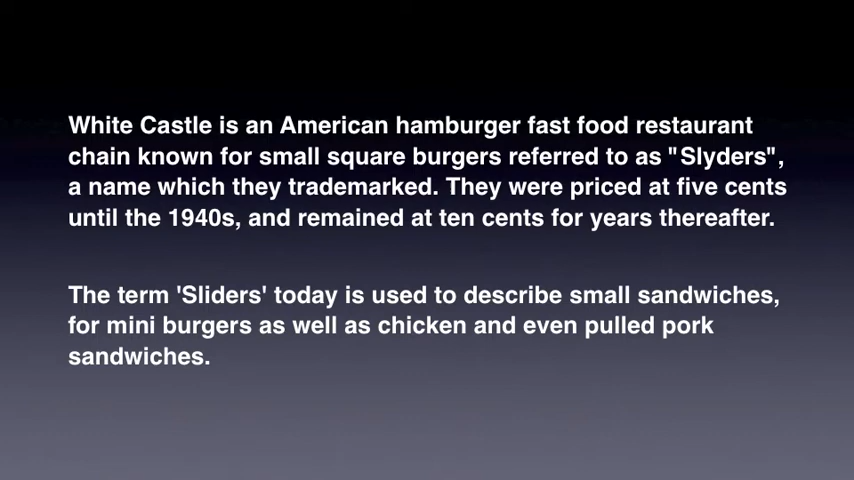 White Castle is an American hamburger fast food restaurant
chain known for small square burgers referred to as "Slyders",
a name which they trademarked. They were priced at five cents
until the 1940s, and remained at ten cents for years thereafter.
The term 'Sliders' today is used to describe small sandwiches,
for mini burgers as well as chicken and even pulled pork
sandwiches.